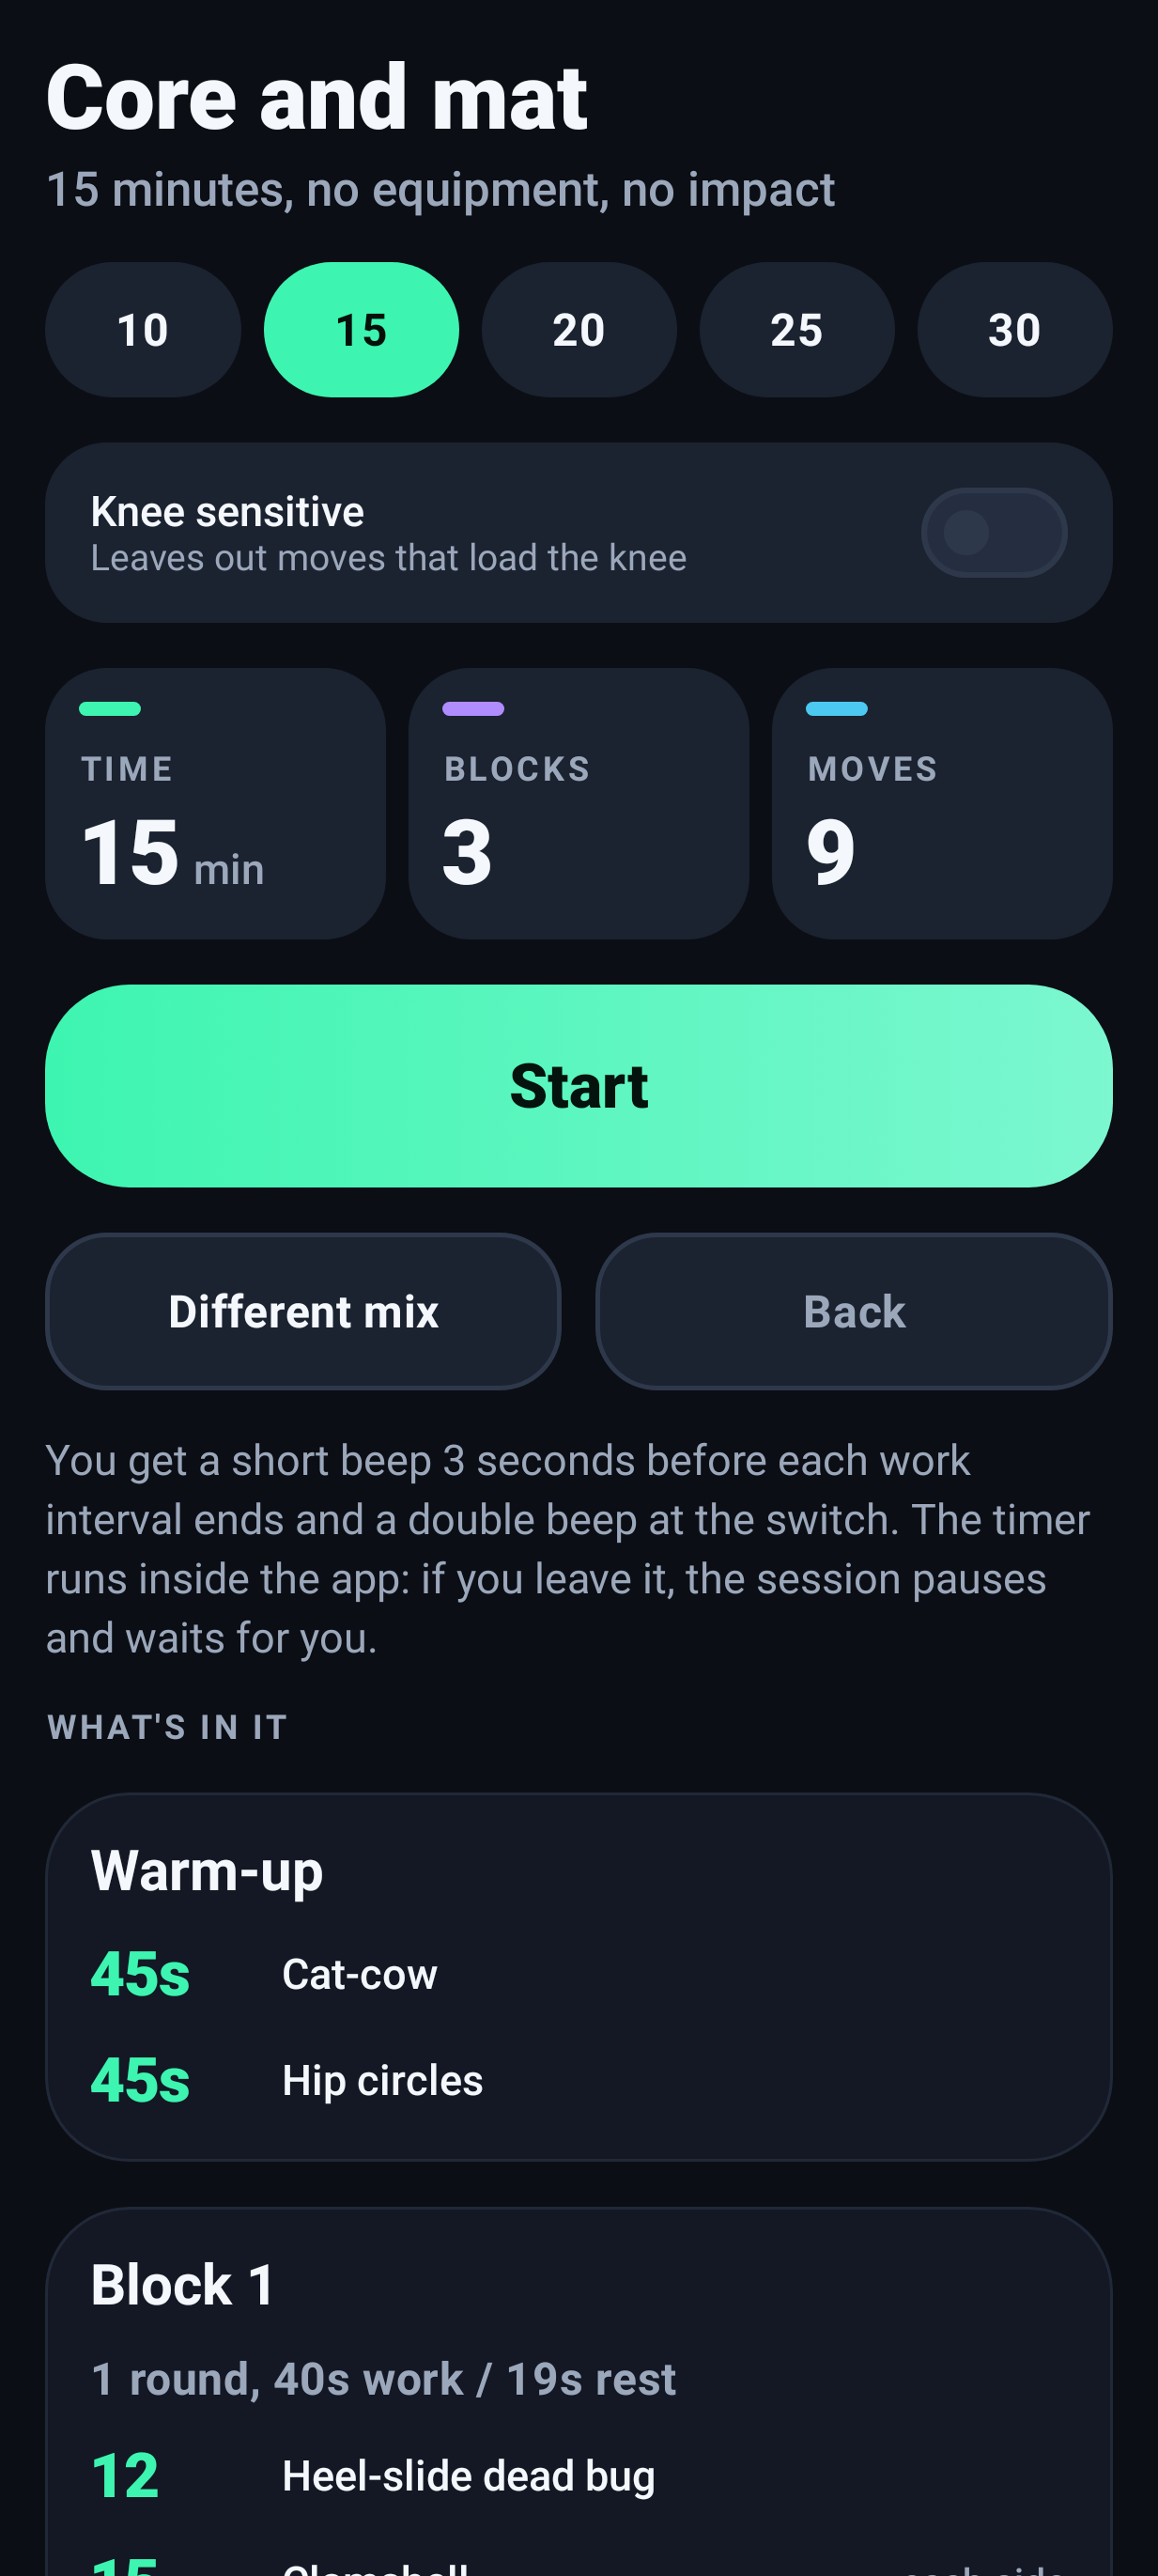 Core and mat
15 minutes, no equipment, no impact
10 15 20 25 30
Knee sensitive
Leaves out moves that load the knee
TIME BLOCKS MOVES
15 min 3 9
Start
Different mix Back
You get a short beep 3 seconds before each work
interval ends and a double beep at the switch. The timer
runs inside the app: if you leave it, the session pauses
and waits for you.
WHAT'S IN IT
Warm-up
45s Cat-cow
45s Hip circles
Block 1
1 round, 40s work / 19s rest
12 Heel-slide dead bug
15 Clamshell each side